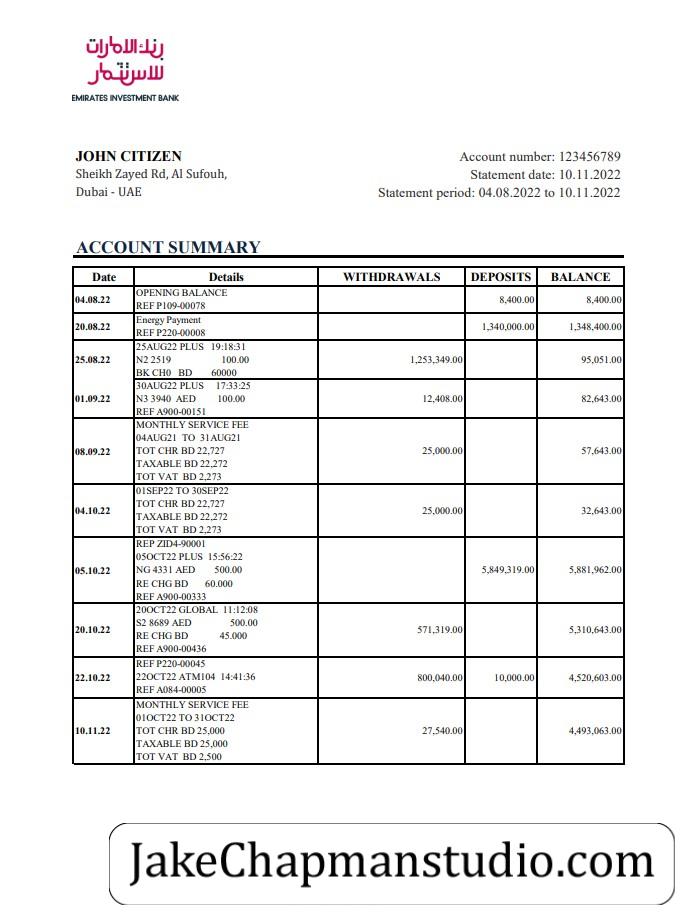 بنك الامارات
للاستثمار
EMIRATES INVESTMENT BANK
JOHN CITIZEN
Sheikh Zayed Rd, Al Sufouh,
Dubai - UAE
Account number: 123456789
Statement date: 10.11.2022
Statement period: 04.08.2022 to 10.11.2022
ACCOUNT SUMMARY
Date Details WITHDRAWALS DEPOSITS BALANCE
04.08.22 OPENING BALANCE 8,400.00 8,400.00
REF P109-00078
20.08.22 Energy Payment 1,340,000.00 1,348,400.00
REF P220-00008
25AUG22 PLUS 19:18:31
25.08.22 N2 2519 100.00 1,253,349.00 95,051.00
BK CH0 BD 60000
30AUG22 PLUS 17:33:25
01.09.22 N3 3940 AED 100.00 12,408.00 82,643.00
REF A900-00151
MONTHLY SERVICE FEE
04AUG21 TO 31AUG21
08.09.22 TOT CHR BD 22,727 25,000.00 57,643.00
TAXABLE BD 22,272
TOT VAT BD 2,273
01SEP22 TO 30SEP22
04.10.22 TOT CHR BD 22,727 25,000.00 32,643.00
TAXABLE BD 22,272
TOT VAT BD 2,273
REP ZID4-90001
05OCT22 PLUS 15:56:22
05.10.22 NG 4331 AED 500.00 5,849,319.00 5,881,962.00
RE CHG BD 60.000
REF A900-00333
20OCT22 GLOBAL 11:12:08
20.10.22 S2 8689 AED 500.00 571,319.00 5,310,643.00
RE CHG BD 45.000
REF A900-00436
REF P220-00045
22.10.22 22OCT22 ATM104 14:41:36 800,040.00 10,000.00 4,520,603.00
REF A084-00005
MONTHLY SERVICE FEE
01OCT22 TO 31OCT22
10.11.22 TOT CHR BD 25,000 27,540.00 4,493,063.00
TAXABLE BD 25,000
TOT VAT BD 2,500
JakeChapmanstudio.com